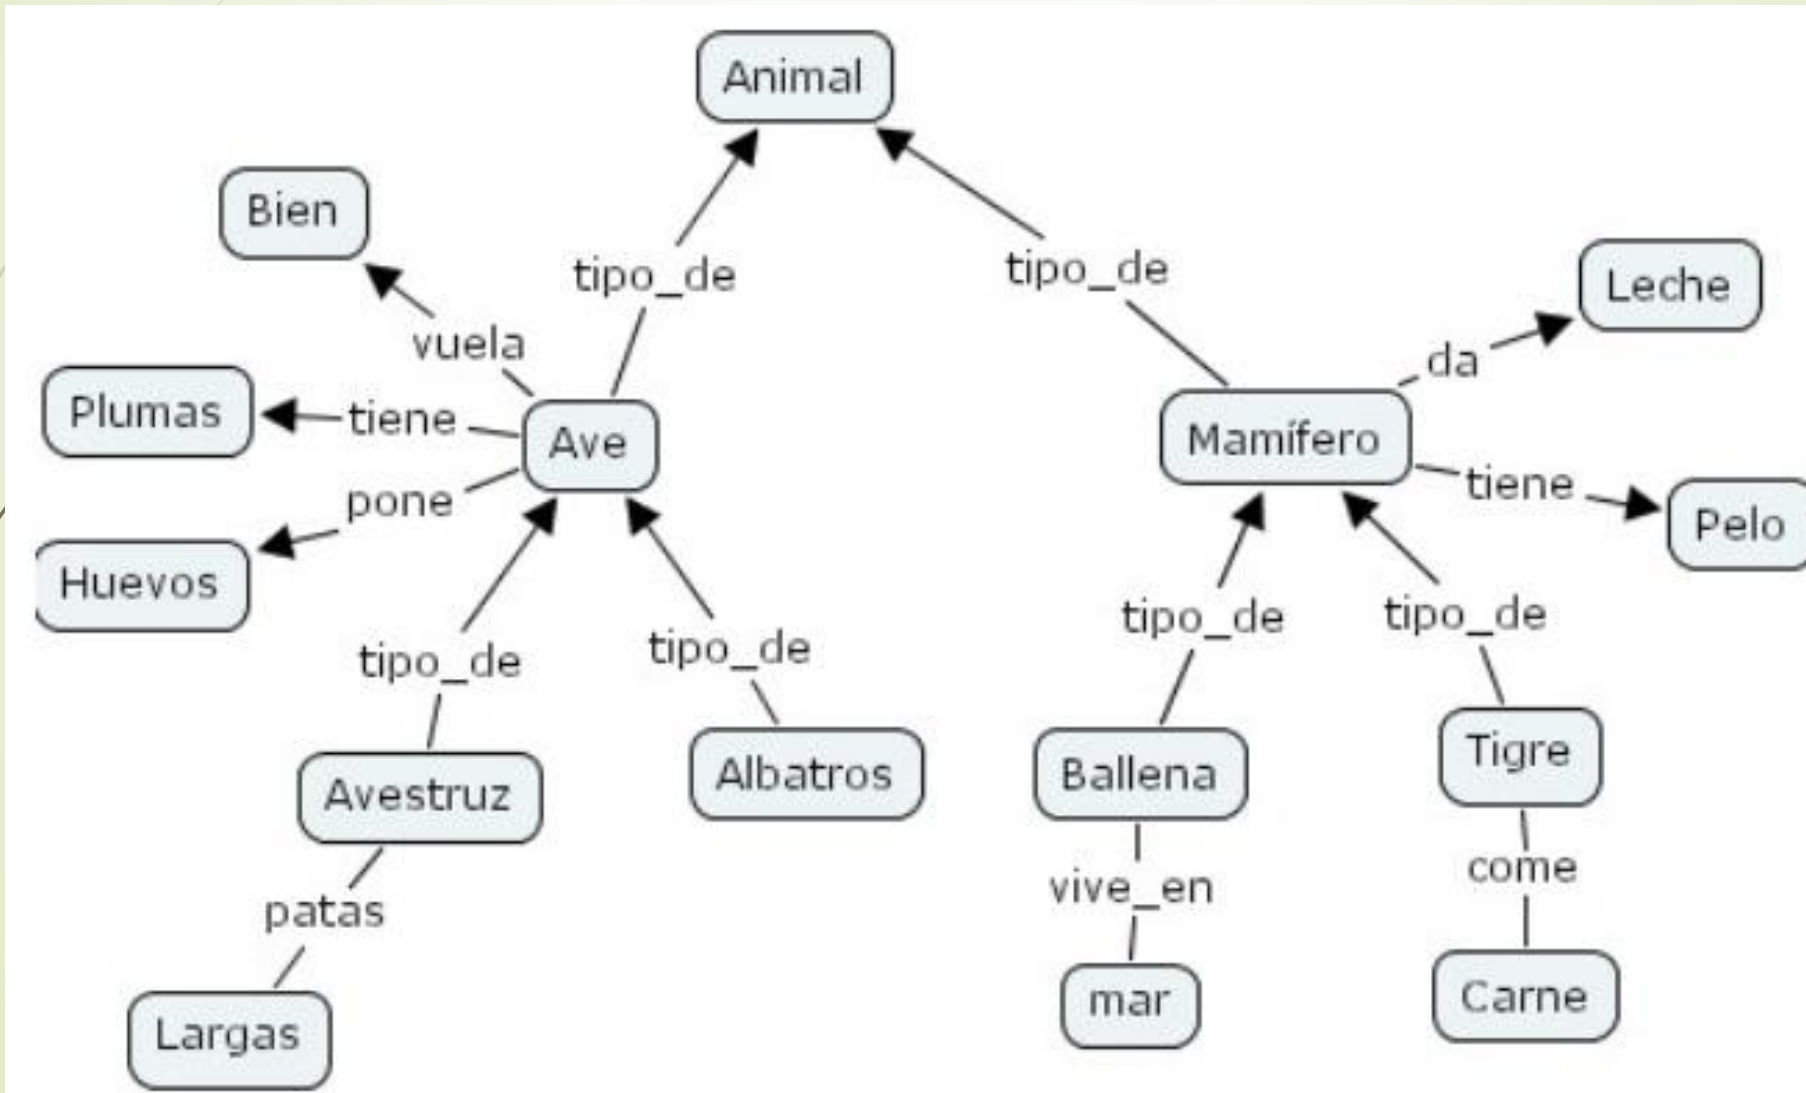 Animal
Bien
tipo_de
tipo_de
Leche
vuela
da
Plumas
tiene
Ave
Mamífero
pone
tiene
Pelo
Huevos
tipo_de
tipo_de
tipo_de
tipo_de
Avestruz
Albatros
Ballena
Tigre
patas
vive_en
come
Largas
mar
Carne